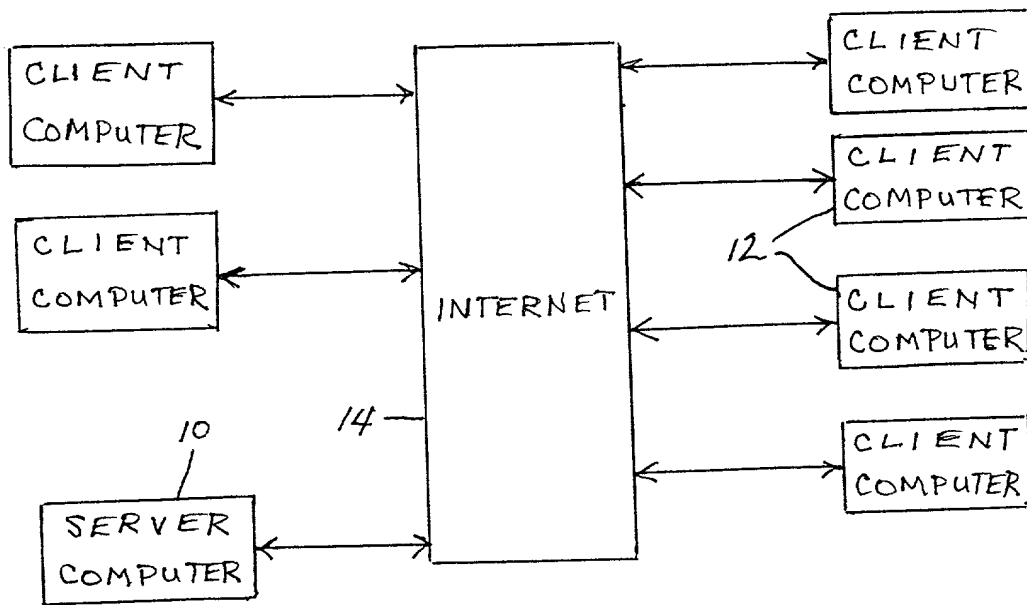 CLIENT
COMPUTER
CLIENT
COMPUTER
10
SERVER
COMPUTER
14
INTERNET
CLIENT
COMPUTER
CLIENT
COMPUTER
12
CLIENT
COMPUTER
CLIENT
COMPUTER